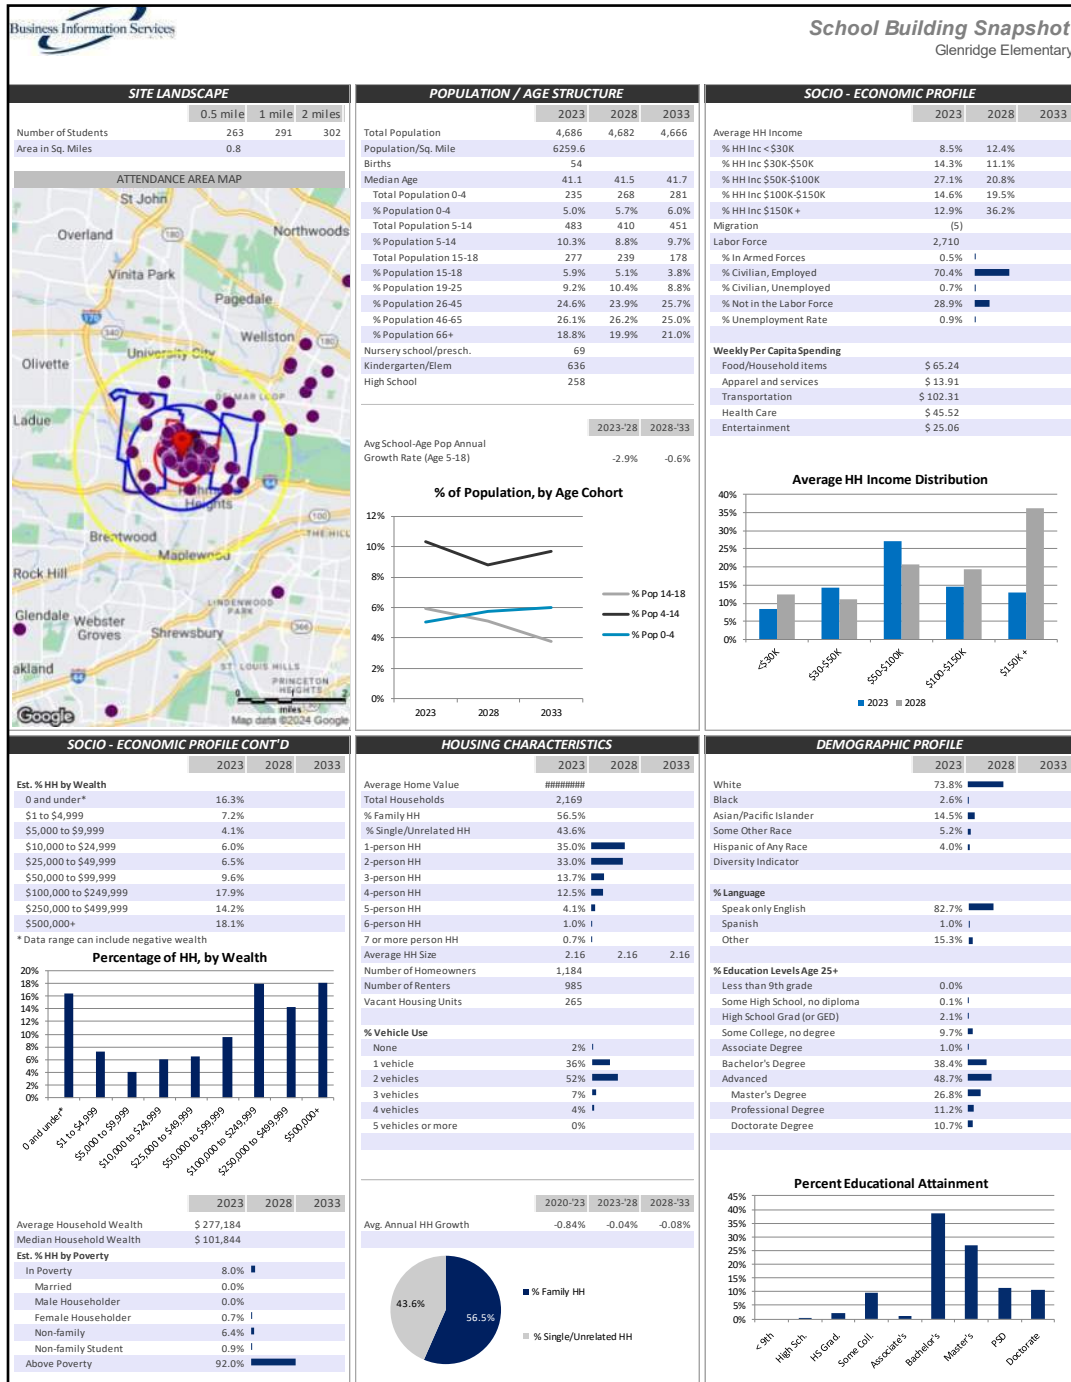 Business Information Services
School Building Snapshot
Glenridge Elementary
SITE LANDSCAPE
0.5 mile 1 mile 2 miles
Number of Students 263 291 302
Area in Sq. Miles 0.8
ATTENDANCE AREA MAP
St John
Overland
180
Northwoods
Vinita Park
Pagedale
170
340
Wellston
180
University City
Olivette
DELMAR LOOP
Ladue
64
Heights
100
Brentwood
THE HILL
Maplewood
Rock Hill
LINDENWOOD
PARK
Glendale
Webster
Groves
Shrewsbury
366
akland
ST LOUIS HILLS
44
PRINCETON
HEIGHTS
0 2
miles
Google
Map data ©2024 Google
POPULATION / AGE STRUCTURE
2023 2028 2033
Total Population 4,686 4,682 4,666
Population/Sq. Mile 6259.6
Births 54
Median Age 41.1 41.5 41.7
Total Population 0-4 235 268 281
% Population 0-4 5.0% 5.7% 6.0%
Total Population 5-14 483 410 451
% Population 5-14 10.3% 8.8% 9.7%
Total Population 15-18 277 239 178
% Population 15-18 5.9% 5.1% 3.8%
% Population 19-25 9.2% 10.4% 8.8%
% Population 26-45 24.6% 23.9% 25.7%
% Population 46-65 26.1% 26.2% 25.0%
% Population 66+ 18.8% 19.9% 21.0%
Nursery school/presch. 69
Kindergarten/Elem 636
High School 258
2023-'28 2028-'33
Avg School-Age Pop Annual
Growth Rate (Age 5-18) -2.9% -0.6%
% of Population, by Age Cohort
12%
10%
8%
6%
4%
2%
0%
2023 2028 2033
% Pop 14-18
% Pop 4-14
% Pop 0-4
SOCIO - ECONOMIC PROFILE
2023 2028 2033
Average HH Income
% HH Inc <$30K 8.5% 12.4%
% HH Inc $30K-$50K 14.3% 11.1%
% HH Inc $50K-$100K 27.1% 20.8%
% HH Inc $100K-$150K 14.6% 19.5%
% HH Inc $150K + 12.9% 36.2%
Migration (5)
Labor Force 2,710
% In Armed Forces 0.5%
% Civilian, Employed 70.4%
% Civilian, Unemployed 0.7%
% Not in the Labor Force 28.9%
% Unemployment Rate 0.9%
Weekly Per Capita Spending
Food/Household items $ 65.24
Apparel and services $ 13.91
Transportation $ 102.31
Health Care $ 45.52
Entertainment $ 25.06
Average HH Income Distribution
40%
35%
30%
25%
20%
15%
10%
5%
0%
<$30K $30-$50K $50-$100K $100-$150K $150K +
2023 2028
SOCIO - ECONOMIC PROFILE CONT'D
2023 2028 2033
Est. % HH by Wealth
0 and under* 16.3%
$1 to $4,999 7.2%
$5,000 to $9,999 4.1%
$10,000 to $24,999 6.0%
$25,000 to $49,999 6.5%
$50,000 to $99,999 9.6%
$100,000 to $249,999 17.9%
$250,000 to $499,999 14.2%
$500,000+ 18.1%
* Data range can include negative wealth
Percentage of HH, by Wealth
20%
18%
16%
14%
12%
10%
8%
6%
4%
2%
0%
0 and under* $1 to $4,999 $5,000 to $9,999 $10,000 to $24,999 $25,000 to $49,999 $50,000 to $99,999 $100,000 to $249,999 $250,000 to $499,999 $500,000+
2023 2028 2033
Average Household Wealth $ 277,184
Median Household Wealth $ 101,844
Est. % HH by Poverty
In Poverty 8.0%
Married 0.0%
Male Householder 0.0%
Female Householder 0.7%
Non-family 6.4%
Non-family Student 0.9%
Above Poverty 92.0%
HOUSING CHARACTERISTICS
2023 2028 2033
Average Home Value ########
Total Households 2,169
% Family HH 56.5%
% Single/Unrelated HH 43.6%
1-person HH 35.0%
2-person HH 33.0%
3-person HH 13.7%
4-person HH 12.5%
5-person HH 4.1%
6-person HH 1.0%
7 or more person HH 0.7%
Average HH Size 2.16 2.16 2.16
Number of Homeowners 1,184
Number of Renters 985
Vacant Housing Units 265
% Vehicle Use
None 2%
1 vehicle 36%
2 vehicles 52%
3 vehicles 7%
4 vehicles 4%
5 vehicles or more 0%
2020-'23 2023-'28 2028-'33
Avg. Annual HH Growth -0.84% -0.04% -0.08%
43.6%
56.5%
% Family HH
% Single/Unrelated HH
DEMOGRAPHIC PROFILE
2023 2028 2033
White 73.8%
Black 2.6%
Asian/Pacific Islander 14.5%
Some Other Race 5.2%
Hispanic of Any Race 4.0%
Diversity Indicator
% Language
Speak only English 82.7%
Spanish 1.0%
Other 15.3%
% Education Levels Age 25+
Less than 9th grade 0.0%
Some High School, no diploma 0.1%
High School Grad (or GED) 2.1%
Some College, no degree 9.7%
Associate Degree 1.0%
Bachelor's Degree 38.4%
Advanced 48.7%
Master's Degree 26.8%
Professional Degree 11.2%
Doctorate Degree 10.7%
Percent Educational Attainment
45%
40%
35%
30%
25%
20%
15%
10%
5%
0%
< 9th High Sch. HS Grad. Some Coll. Associate's Bachelor's Master's PSD Doctorate